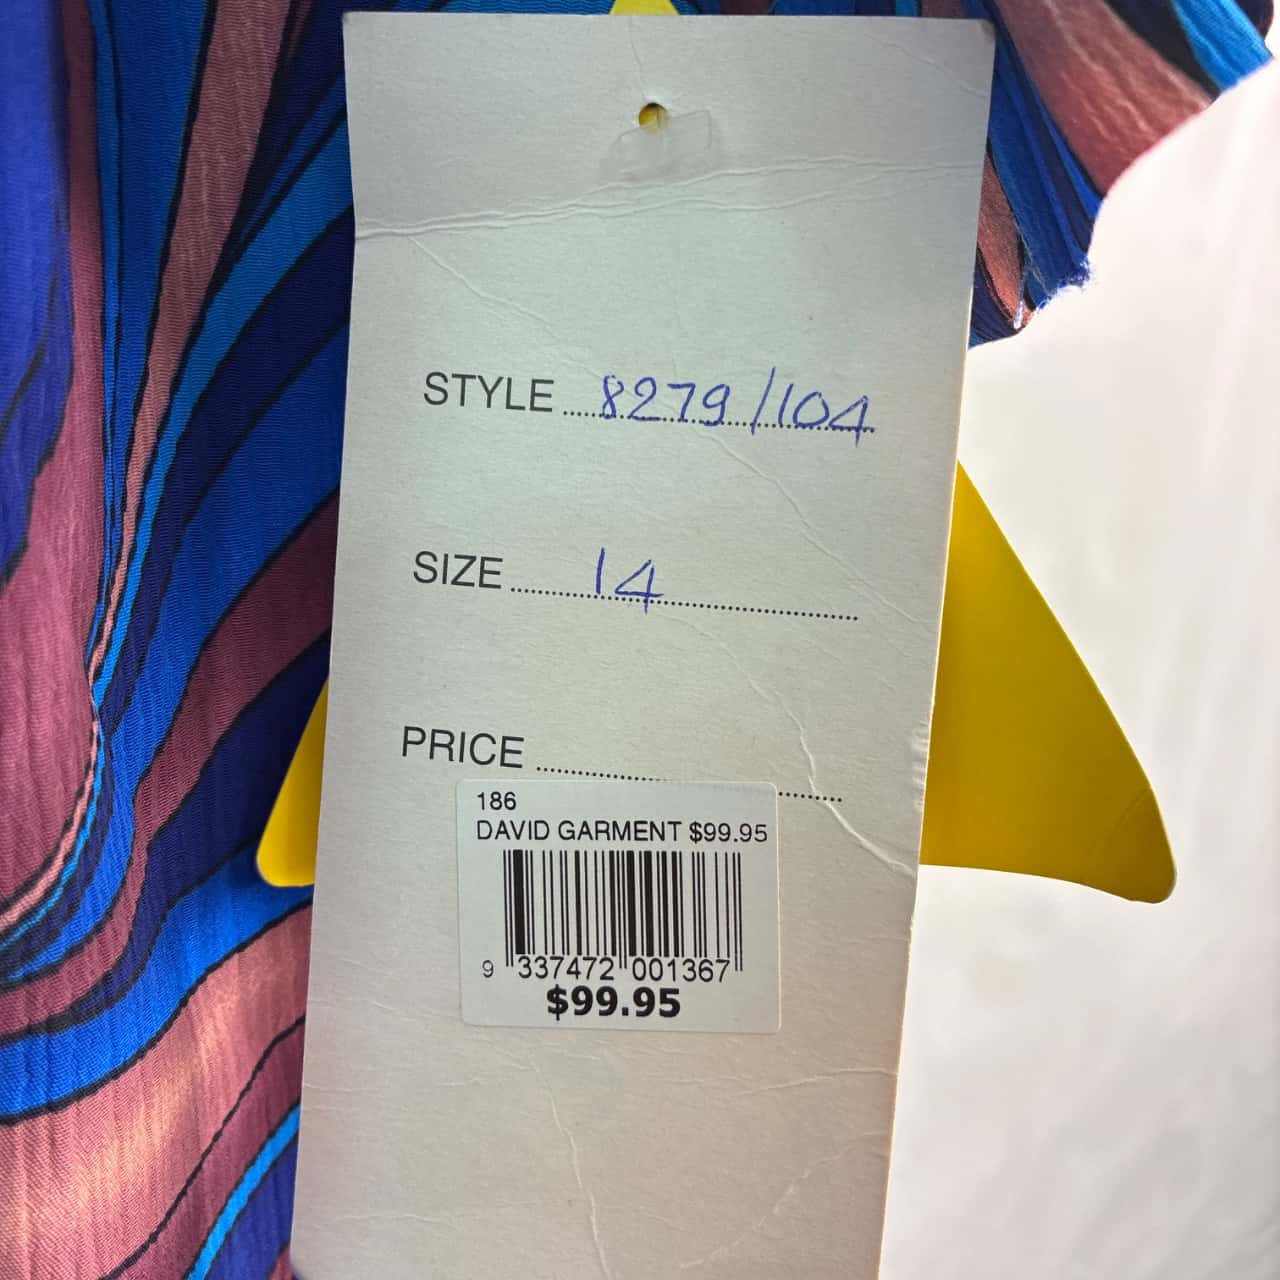 STYLE 8279/104
SIZE 14
PRICE
186
DAVID GARMENT $99.95
9 337472 001367
$99.95